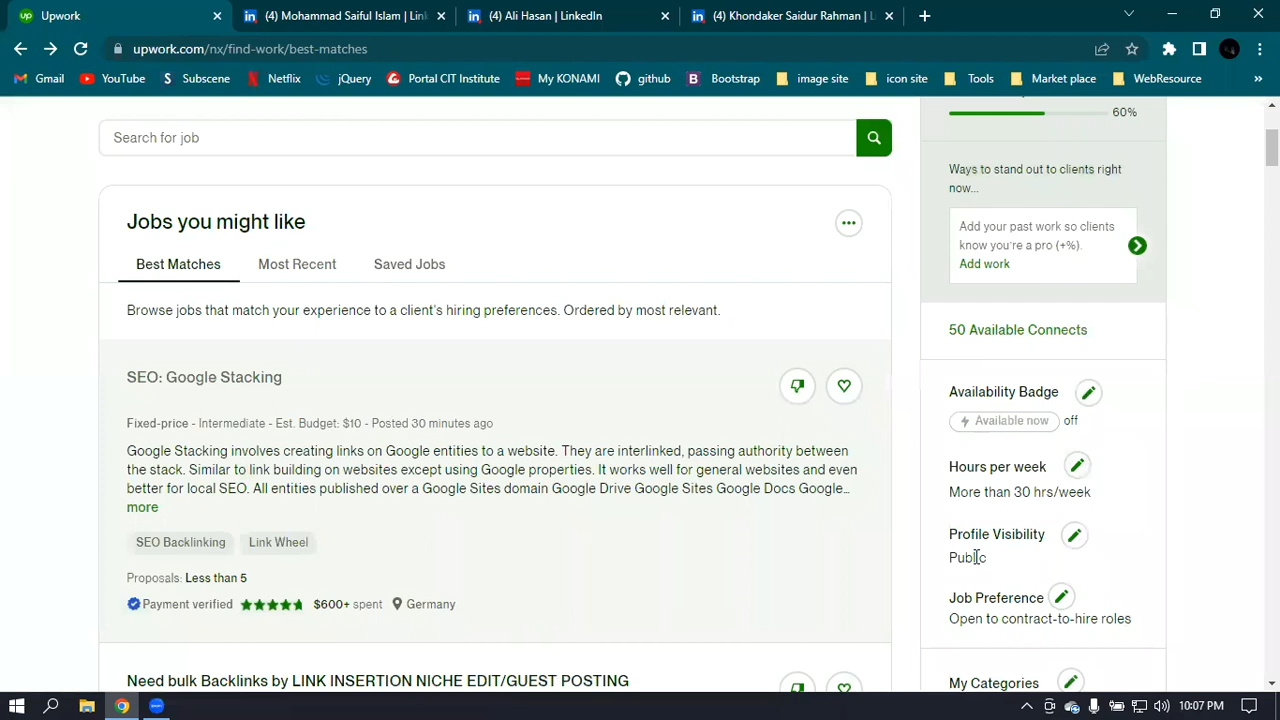 Upwork
(4) Mohammad Saiful Islam | Link
(4) Ali Hasan | LinkedIn
(4) Khondaker Saidur Rahman | L
upwork.com/nx/find-work/best-matches
Gmail
YouTube
Subscene
Netflix
jQuery
Portal CIT Institute
My KONAMI
github
Bootstrap
image site
icon site
Tools
Market place
WebResource
»
Search for job
60%
Ways to stand out to clients right
now...
Add your past work so clients
know you're a pro (+%).
Add work
Jobs you might like
Best Matches
Most Recent
Saved Jobs
Browse jobs that match your experience to a client's hiring preferences. Ordered by most relevant.
50 Available Connects
SEO: Google Stacking
Fixed-price - Intermediate - Est. Budget: $10 - Posted 30 minutes ago
Google Stacking involves creating links on Google entities to a website. They are interlinked, passing authority between
the stack. Similar to link building on websites except using Google properties. It works well for general websites and even
better for local SEO. All entities published over a Google Sites domain Google Drive Google Sites Google Docs Google...
more
SEO Backlinking
Link Wheel
Proposals: Less than 5
Payment verified $600+ spent Germany
Availability Badge
Available now off
Hours per week
More than 30 hrs/week
Profile Visibility
Public
Job Preference
Open to contract-to-hire roles
My Categories
Need bulk Backlinks by LINK INSERTION NICHE EDIT/GUEST POSTING
10:07 PM